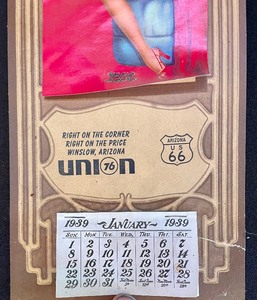 RIGHT ON THE CORNER
RIGHT ON THE PRICE
WINSLOW, ARIZONA
UNION 76
ARIZONA
U S
66
1939 JANUARY 1939
SUN. MON. TUE. WED. THU. FRI. SAT.
1 2 3 4 5 6 7
8 9 10 11 12 13 14
15 16 17 18 19 20 21
22 23 24 25 26 27 28
29 30 31